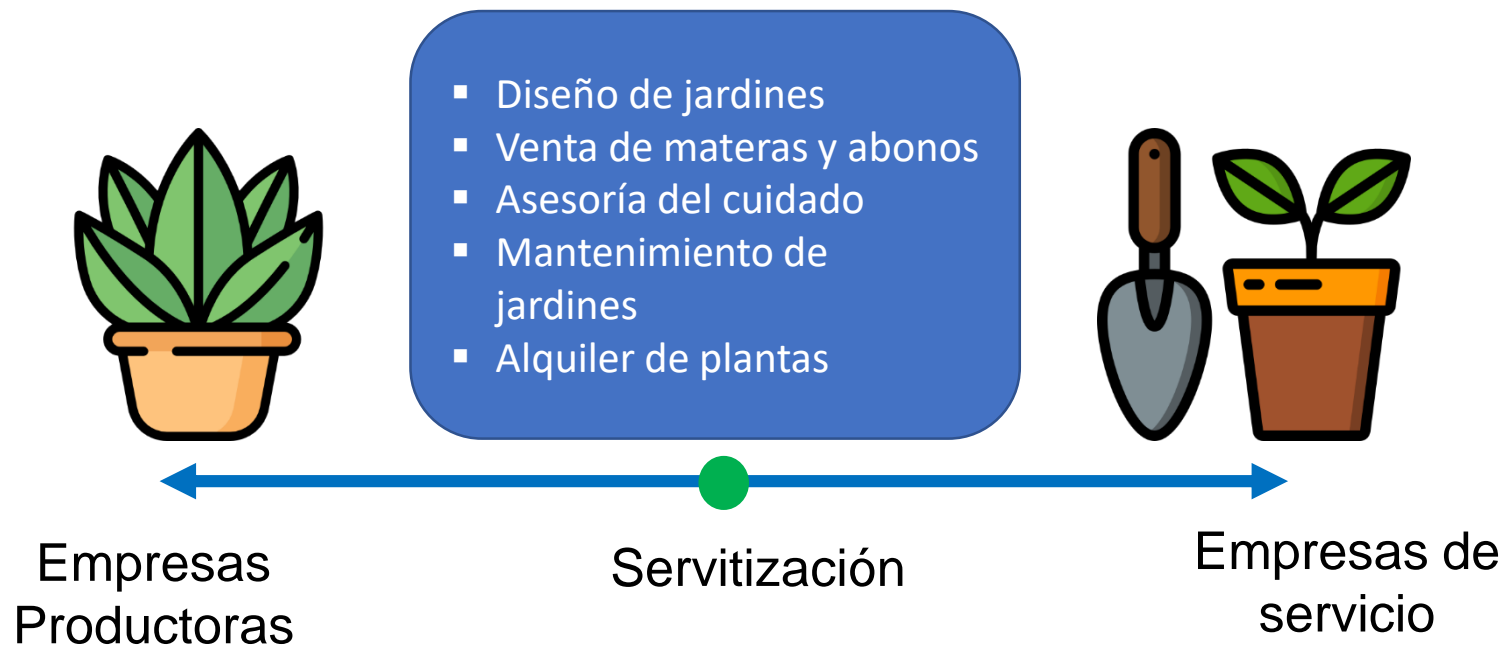 ▪ Diseño de jardines
▪ Venta de materas y abonos
▪ Asesoría del cuidado
▪ Mantenimiento de
jardines
▪ Alquiler de plantas
Empresas
Productoras
Servitización
Empresas de
servicio